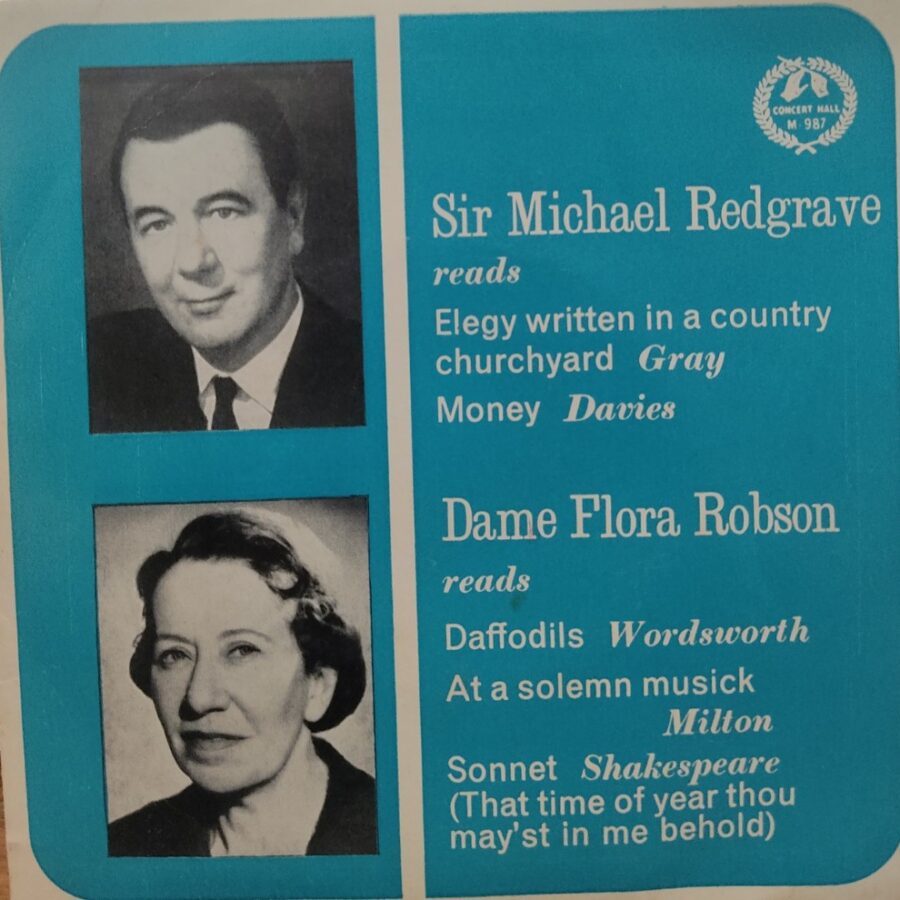 CONCERT HALL
M 987
Sir Michael Redgrave
reads
Elegy written in a country
churchyard Gray
Money Davies
Dame Flora Robson
reads
Daffodils Wordsworth
At a solemn musick
Milton
Sonnet Shakespeare
(That time of year thou
may'st in me behold)